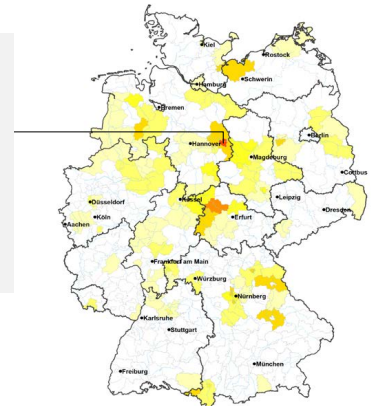 Kiel
Rostock
Hamburg
Schwerin
Bremen
Berlin
Hannover
Magdeburg
Cottbus
Düsseldorf
Kassel
Leipzig
Köln
Erfurt
Dresden
Aachen
Frankfurt am Main
Würzburg
Nürnberg
Karlsruhe
Stuttgart
München
Freiburg